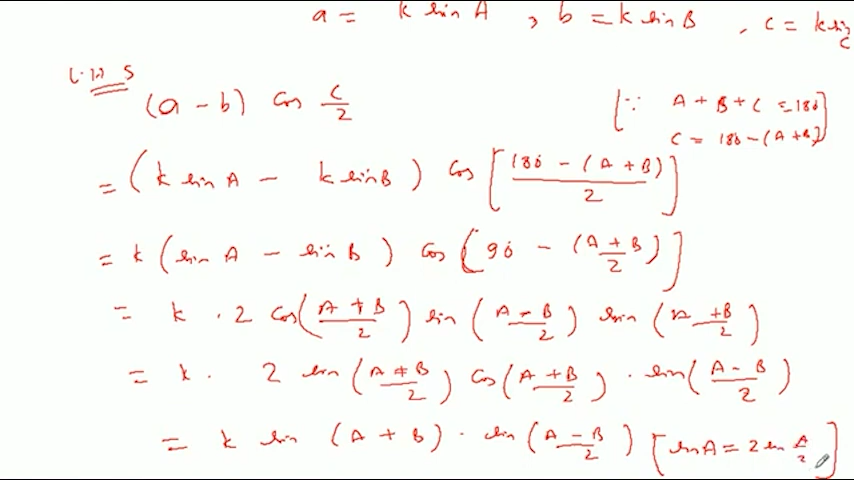 a = k sin A , b = k sin B , c = k sin C
L.H.S
(a - b) cos C/2
[∵ A + B + C = 180
C = 180 - (A + B)]
= (k sin A - k sin B) cos [180 - (A + B) / 2]
= k (sin A - sin B) cos [90 - (A + B / 2)]
= k . 2 cos (A + B / 2) sin (A - B / 2) sin (A + B / 2)
= k . 2 sin (A + B / 2) cos (A + B / 2) . sin (A - B / 2)
= k sin (A + B) . sin (A - B / 2) [sin A = 2 sin A/2]